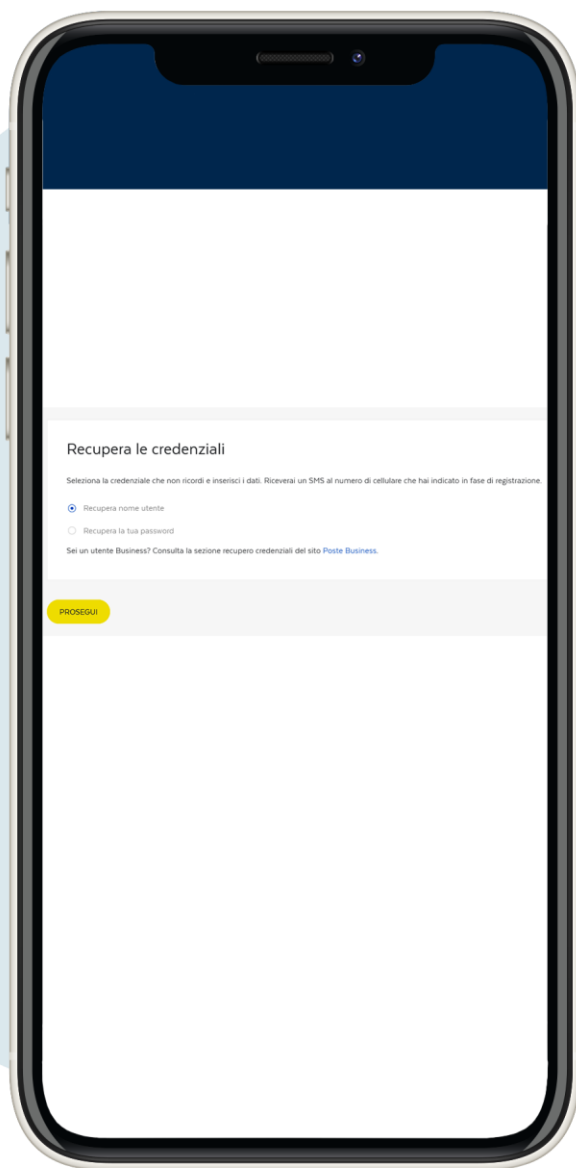 Recupera le credenziali
Seleziona la credenziale che non ricordi e inserisci i dati. Riceverai un SMS al numero di cellulare che hai indicato in fase di registrazione.
Recupera nome utente
Recupera la tua password
Sei un utente Business? Consulta la sezione recupero credenziali del sito Poste Business.
PROSEGUI